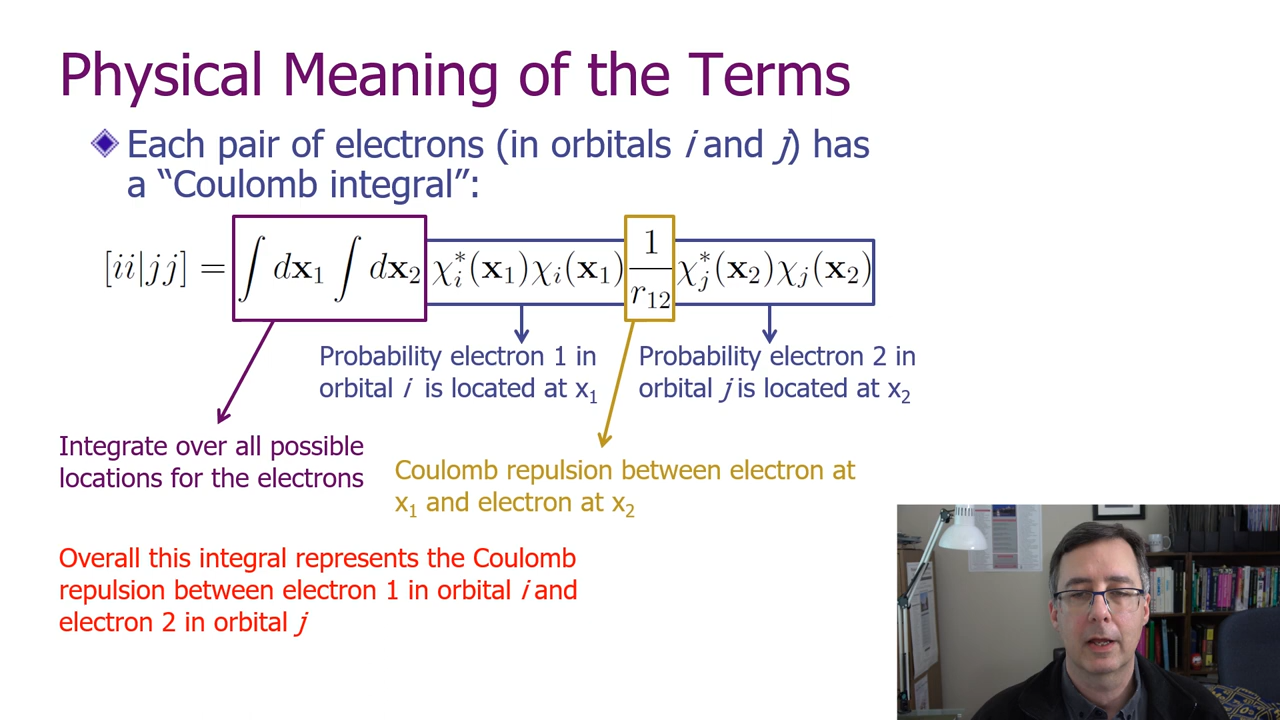 Physical Meaning of the Terms
Each pair of electrons (in orbitals i and j) has
a “Coulomb integral”:
[ii|jj] = ∫ dx₁ ∫ dx₂ χᵢ*(x₁)χᵢ(x₁) 1/r₁₂ χⱼ*(x₂)χⱼ(x₂)
Probability electron 1 in
orbital i is located at x₁
Probability electron 2 in
orbital j is located at x₂
Integrate over all possible
locations for the electrons
Coulomb repulsion between electron at
x₁ and electron at x₂
Overall this integral represents the Coulomb
repulsion between electron 1 in orbital i and
electron 2 in orbital j